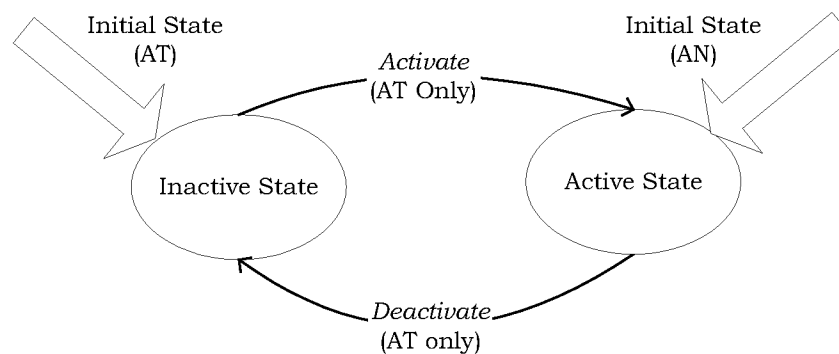 Initial State
(AT)
Initial State
(AN)
Activate
(AT Only)
Inactive State
Active State
Deactivate
(AT only)